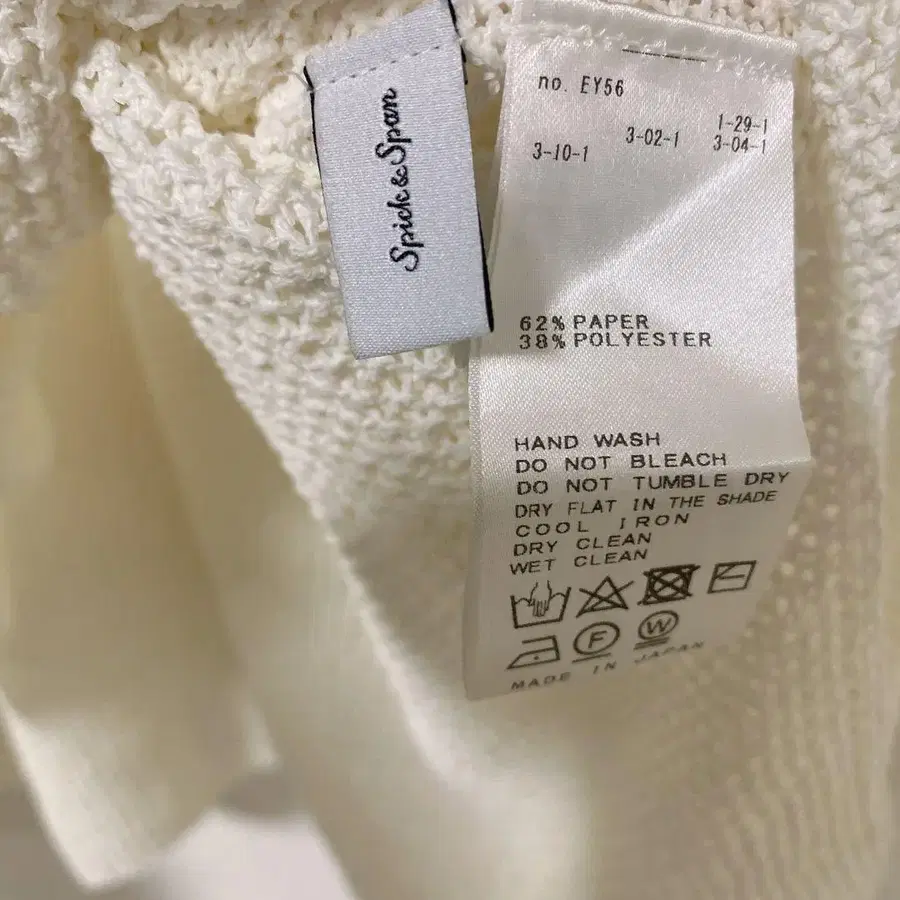 Spick & Span
no. EY56
1-29-1
3-10-1 3-02-1 3-04-1
62% PAPER
38% POLYESTER
HAND WASH
DO NOT BLEACH
DO NOT TUMBLE DRY
DRY FLAT IN THE SHADE
COOL IRON
DRY CLEAN
WET CLEAN
F W
MADE IN JAPAN